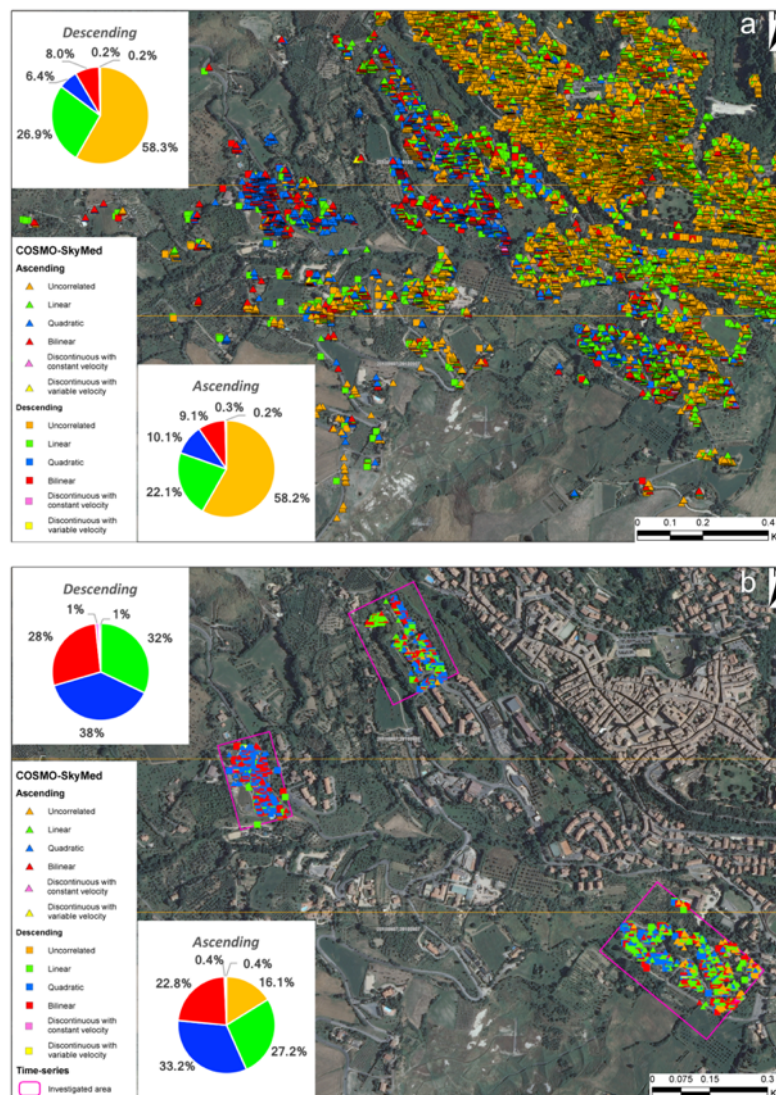 a
Descending
8.0%
0.2%
0.2%
6.4%
26.9%
58.3%
COSMO-SkyMed
Ascending
Uncorrelated
Linear
Quadratic
Bilinear
Discontinuous with
constant velocity
Discontinuous with
variable velocity
Descending
Uncorrelated
Linear
Quadratic
Bilinear
Discontinuous with
constant velocity
Discontinuous with
variable velocity
Ascending
9.1%
0.3%
0.2%
10.1%
22.1%
58.2%
0 0.1 0.2 0.4
K
b
Descending
1%
1%
28%
32%
38%
COSMO-SkyMed
Ascending
Uncorrelated
Linear
Quadratic
Bilinear
Discontinuous with
constant velocity
Discontinuous with
variable velocity
Descending
Uncorrelated
Linear
Quadratic
Bilinear
Discontinuous with
constant velocity
Discontinuous with
variable velocity
Time-series
Investigated area
Ascending
0.4%
0.4%
22.8%
16.1%
33.2%
27.2%
0 0.075 0.15 0.3
K